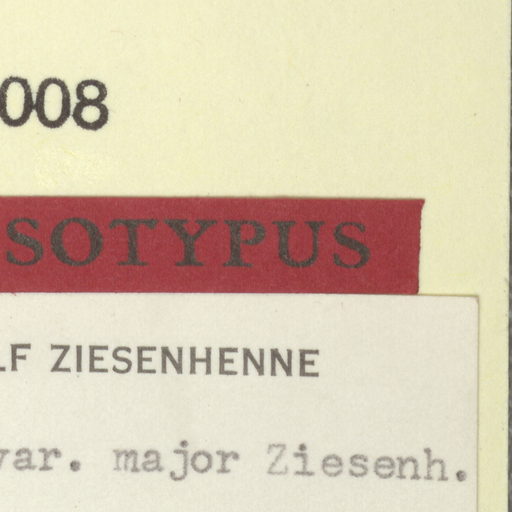 008
SOTYPUS
LF ZIESENHENNE
var. major Ziesenh.